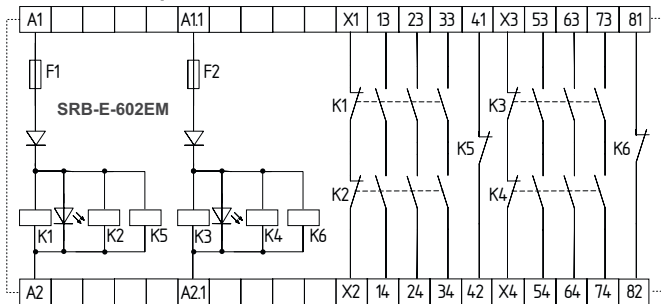 A1 A1.1 X1 13 23 33 41 X3 53 63 73 81
F1 F2
SRB-E-602EM
K1 K3
K5 K6
K2 K4
K1 K2 K5 K3 K4 K6
A2 A2.1 X2 14 24 34 42 X4 54 64 74 82